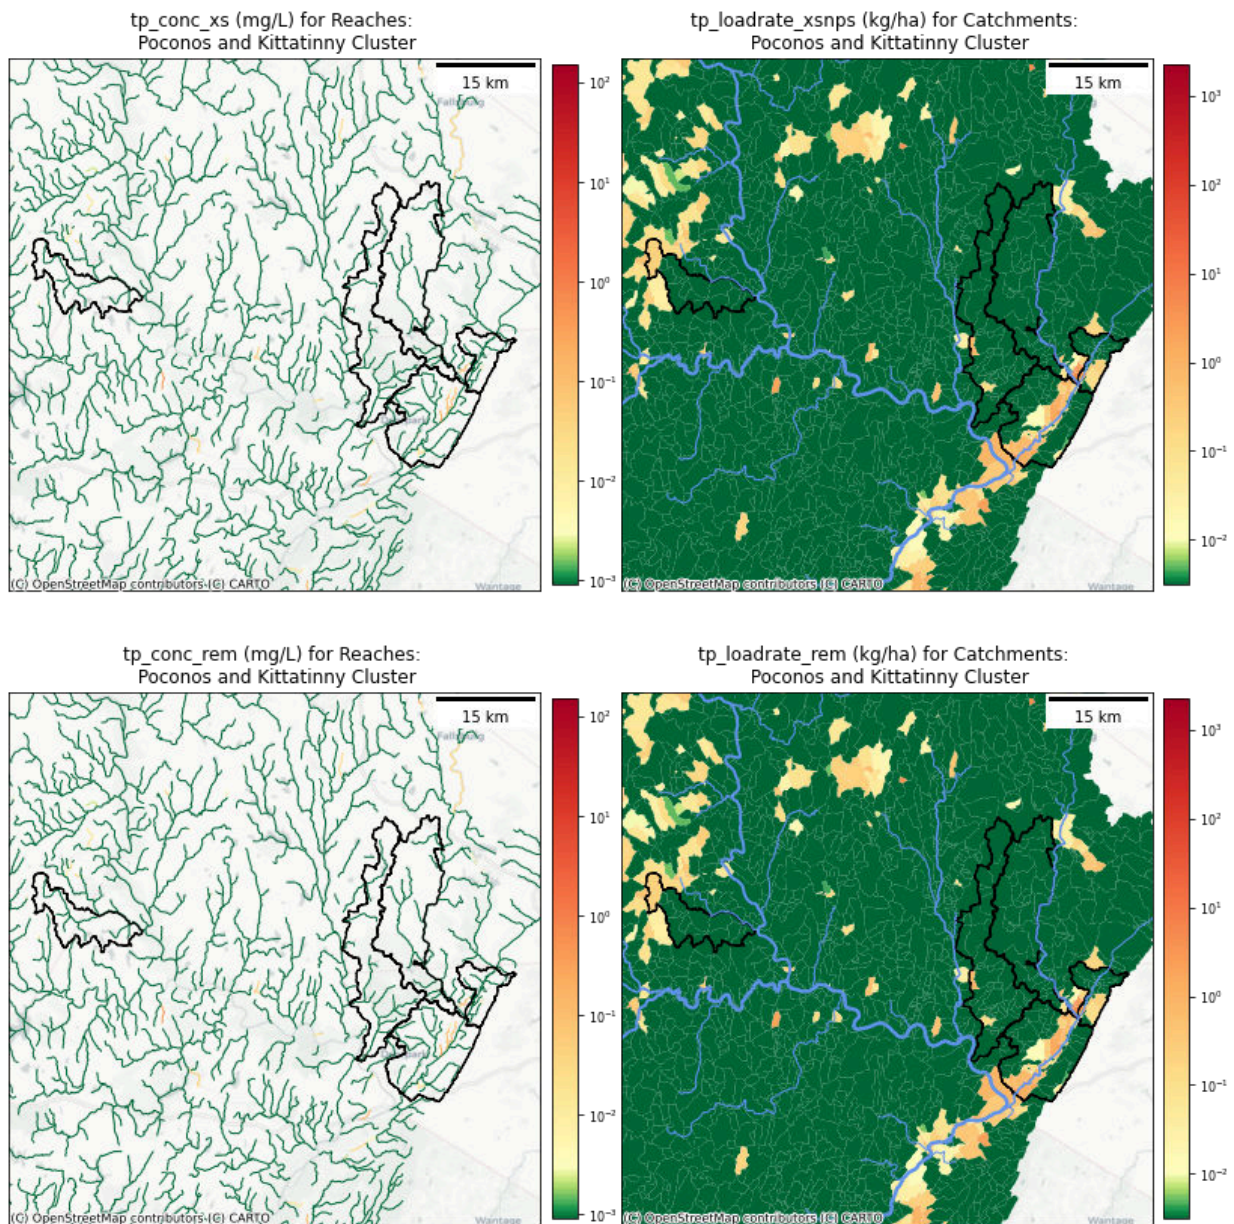 tp_conc_xs (mg/L) for Reaches:
Poconos and Kittatinny Cluster
15 km
10²
10¹
10⁰
10⁻¹
10⁻²
10⁻³
Wantage
(C) OpenStreetMap contributors (C) CARTO
tp_loadrate_xsnps (kg/ha) for Catchments:
Poconos and Kittatinny Cluster
15 km
10³
10²
10¹
10⁰
10⁻¹
10⁻²
Wantage
(C) OpenStreetMap contributors (C) CARTO
tp_conc_rem (mg/L) for Reaches:
Poconos and Kittatinny Cluster
15 km
10²
10¹
10⁰
10⁻¹
10⁻²
10⁻³
Wantage
(C) OpenStreetMap contributors (C) CARTO
tp_loadrate_rem (kg/ha) for Catchments:
Poconos and Kittatinny Cluster
15 km
10³
10²
10¹
10⁰
10⁻¹
10⁻²
Wantage
(C) OpenStreetMap contributors (C) CARTO